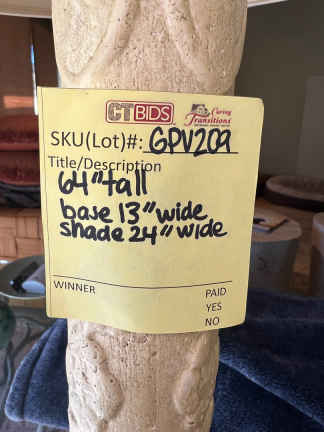 CTBIDS Caring Transitions
SKU(Lot)#: GPV209
Title/Description
64" tall
base 13" wide
shade 24" wide
WINNER PAID
YES
NO